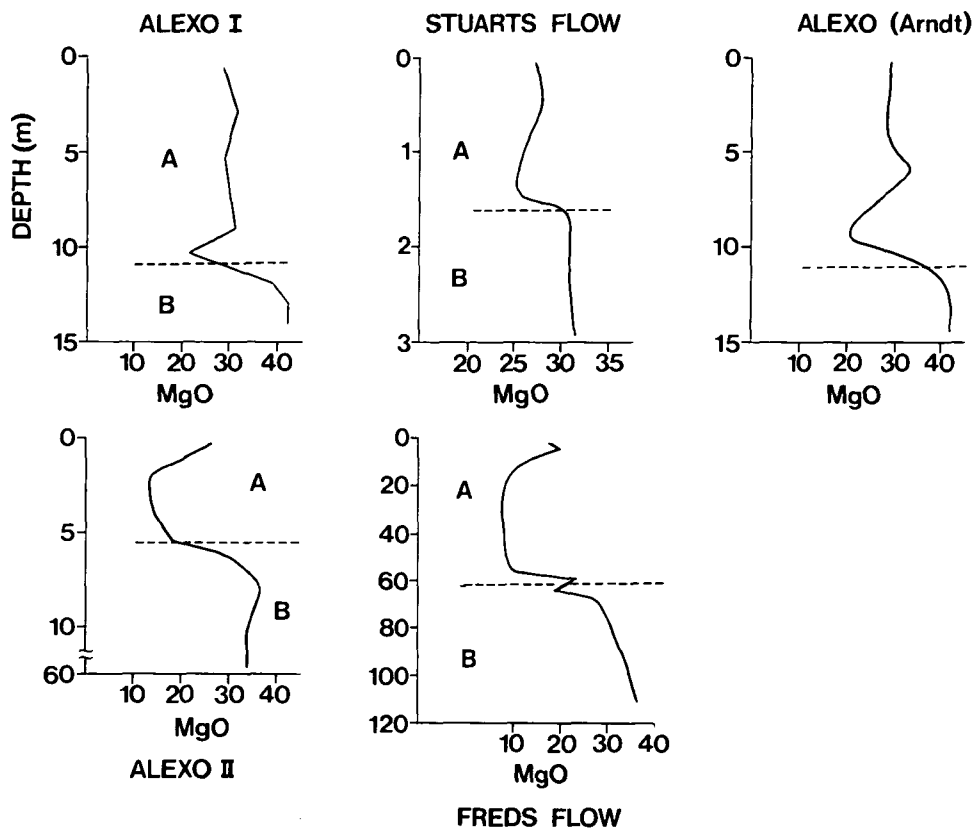 ALEXO I
STUARTS FLOW
ALEXO (Arndt)
DEPTH (m)
0
5
10
15
A
B
10 20 30 40
MgO
0
1
2
3
A
B
20 25 30 35
MgO
0
5
10
15
10 20 30 40
MgO
0
5
10
60
A
B
10 20 30 40
MgO
ALEXO II
0
20
40
60
80
100
120
A
B
10 20 30 40
MgO
FREDS FLOW